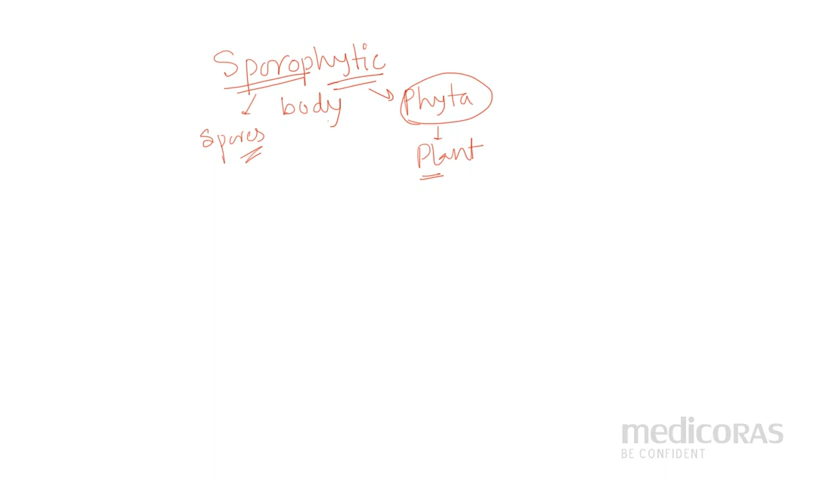 Sporophytic
body
Phyta
Spores
Plant
medicoras
BE CONFIDENT